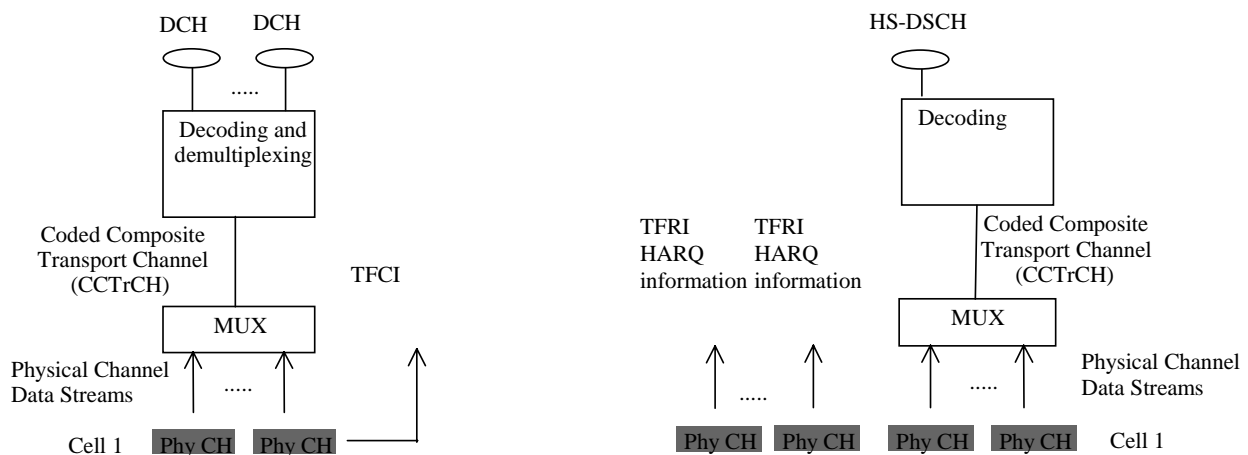 DCH
DCH
.....
Decoding and
demultiplexing
Coded Composite
Transport Channel
(CCTrCH)
TFCI
MUX
Physical Channel
Data Streams
.....
Cell 1
Phy CH
Phy CH
HS-DSCH
Decoding
TFRI
HARQ
information
TFRI
HARQ
information
Coded Composite
Transport Channel
(CCTrCH)
MUX
Physical Channel
Data Streams
.....
.....
Phy CH
Phy CH
Phy CH
Phy CH
Cell 1